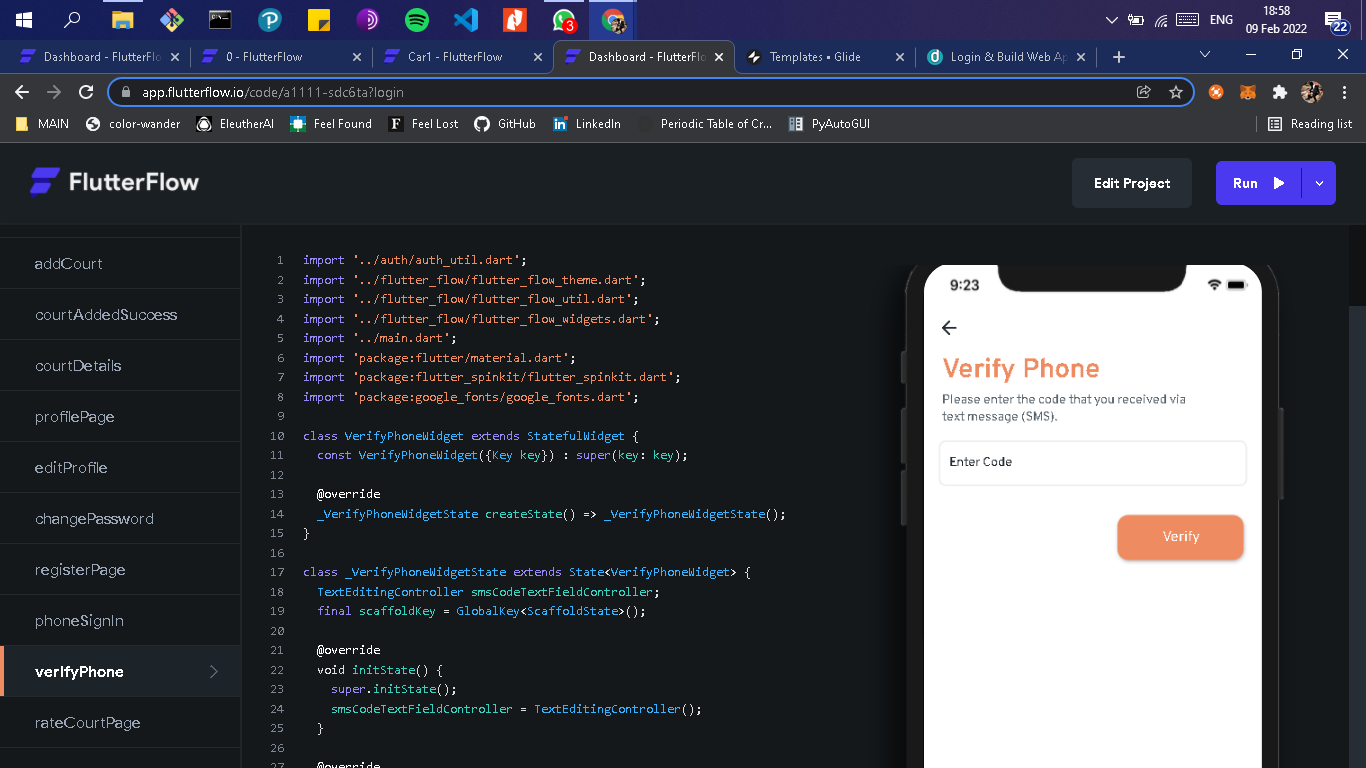 3
ENG
18:58
09 Feb 2022
22
Dashboard - FlutterFlo
0 - FlutterFlow
Car1 - FlutterFlow
Dashboard - FlutterFlo
Templates • Glide
Login & Build Web Ap
app.flutterflow.io/code/a1111-sdc6ta?login
MAIN
color-wander
EleutherAI
Feel Found
F Feel Lost
GitHub
in LinkedIn
Periodic Table of Cr...
PyAutoGUI
Reading list
FlutterFlow
Edit Project
Run
addCourt
courtAddedSuccess
courtDetails
profilePage
editProfile
changePassword
registerPage
phoneSignIn
verifyPhone
rateCourtPage
1 import '../auth/auth_util.dart';
2 import '../flutter_flow/flutter_flow_theme.dart';
3 import '../flutter_flow/flutter_flow_util.dart';
4 import '../flutter_flow/flutter_flow_widgets.dart';
5 import '../main.dart';
6 import 'package:flutter/material.dart';
7 import 'package:flutter_spinkit/flutter_spinkit.dart';
8 import 'package:google_fonts/google_fonts.dart';
9
10 class VerifyPhoneWidget extends StatefulWidget {
11 const VerifyPhoneWidget({Key key}) : super(key: key);
12
13 @override
14 _VerifyPhoneWidgetState createState() => _VerifyPhoneWidgetState();
15 }
16
17 class _VerifyPhoneWidgetState extends State<VerifyPhoneWidget> {
18 TextEditingController smsCodeTextFieldController;
19 final scaffoldKey = GlobalKey<ScaffoldState>();
20
21 @override
22 void initState() {
23 super.initState();
24 smsCodeTextFieldController = TextEditingController();
25 }
26
27 @override
9:23
Verify Phone
Please enter the code that you received via
text message (SMS).
Enter Code
Verify